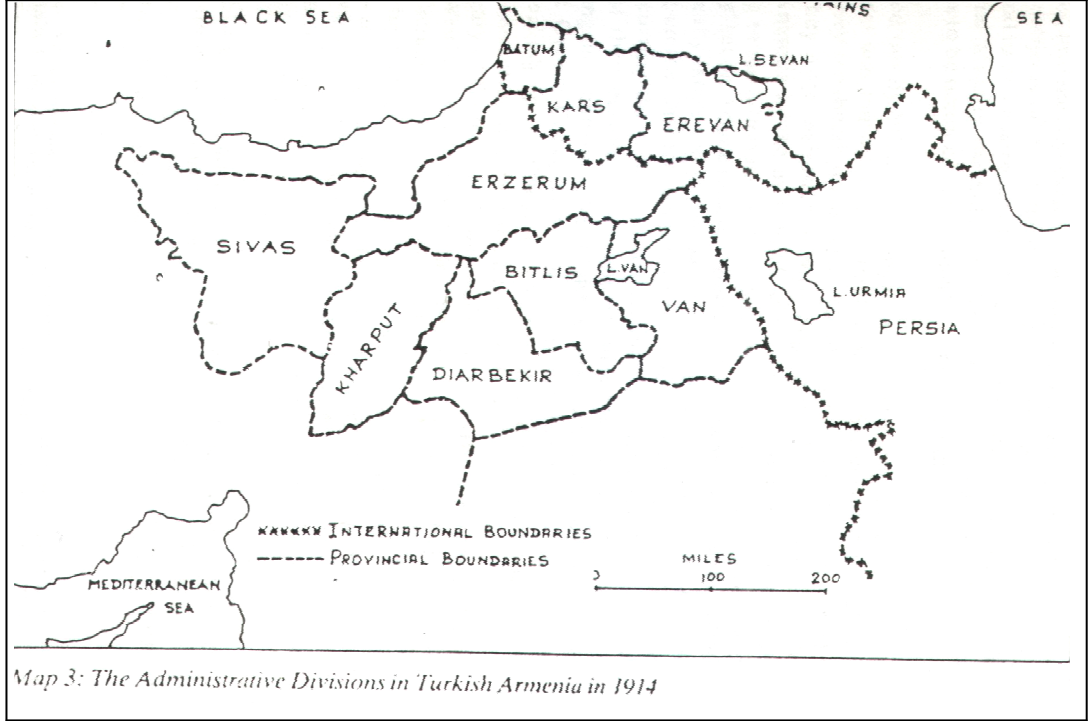 BLACK SEA
SEA
BATUM
L.SEVAN
KARS
EREVAN
ERZERUM
SIVAS
BITLIS
L.VAN
VAN
L.URMIA
PERSIA
KHARPUT
DIARBEKIR
INTERNATIONAL BOUNDARIES
PROVINCIAL BOUNDARIES
MILES
0 100 200
MEDITERRANEAN
SEA
Map 3: The Administrative Divisions in Turkish Armenia in 1914